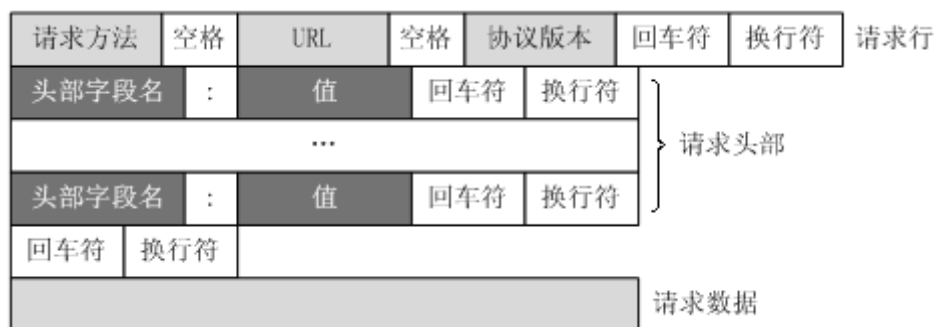 请求方法 空格 URL 空格 协议版本 回车符 换行符 请求行
头部字段名 : 值 回车符 换行符
… 请求头部
头部字段名 : 值 回车符 换行符
回车符 换行符
请求数据